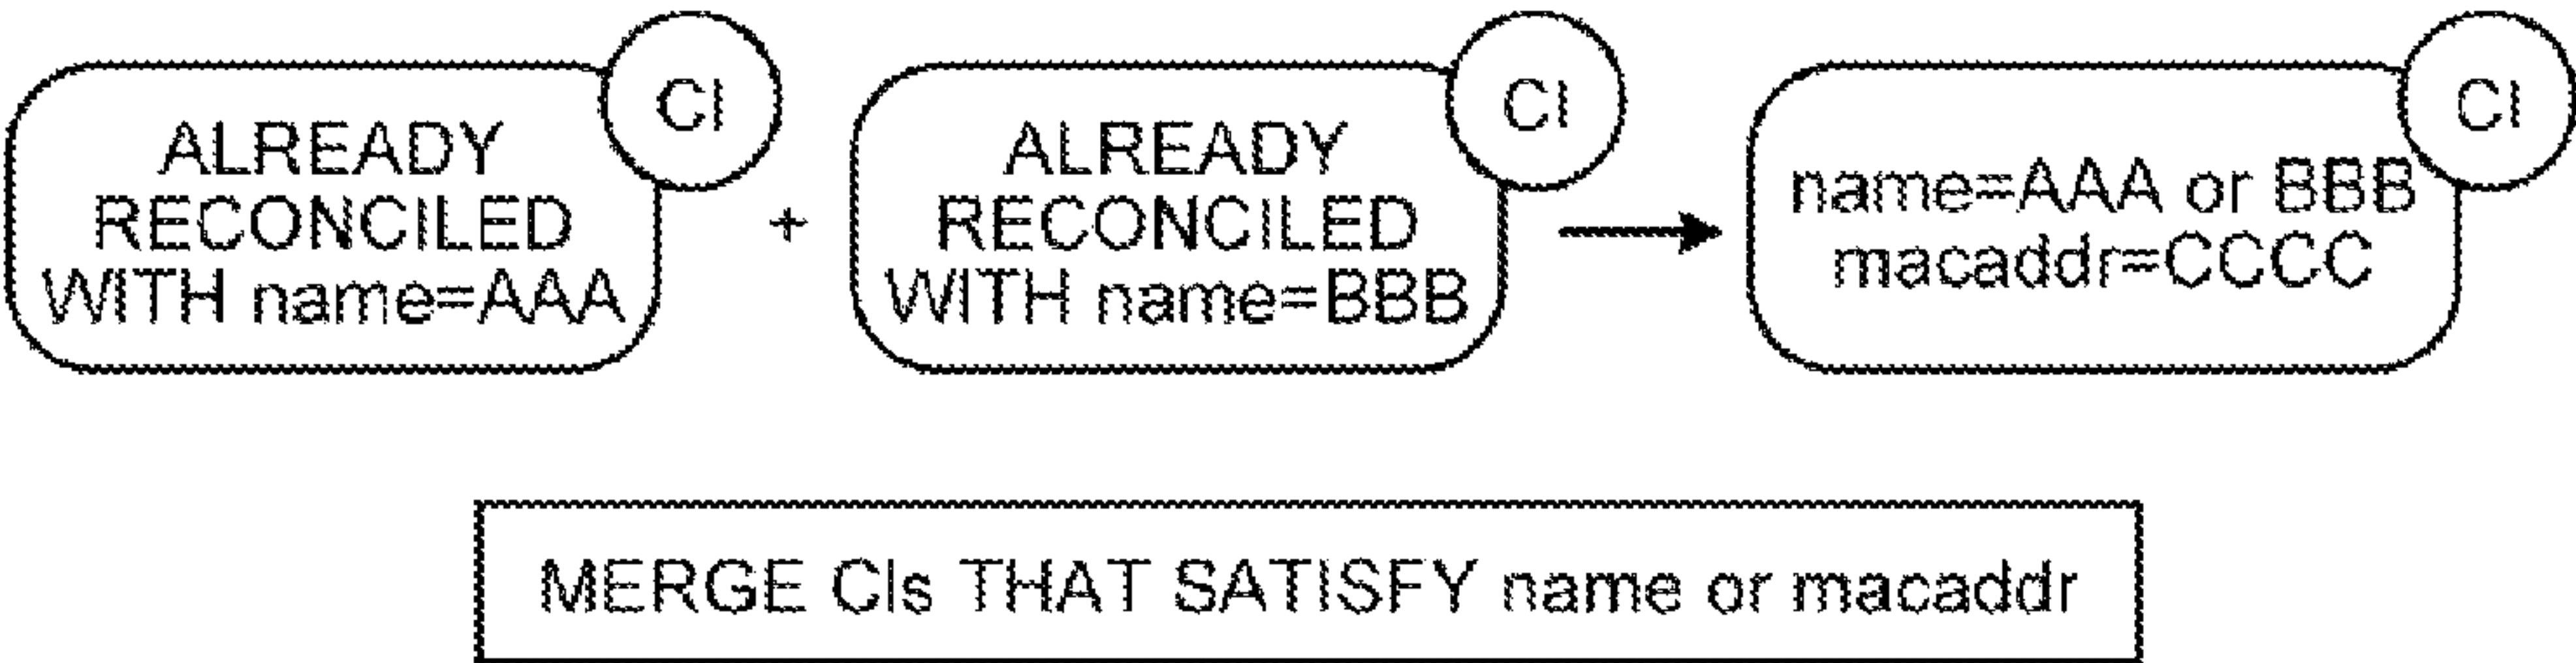 CI
ALREADY
RECONCILED
WITH name=AAA
+
CI
ALREADY
RECONCILED
WITH name=BBB
CI
name=AAA or BBB
macaddr=CCCC
MERGE CIs THAT SATISFY name or macaddr